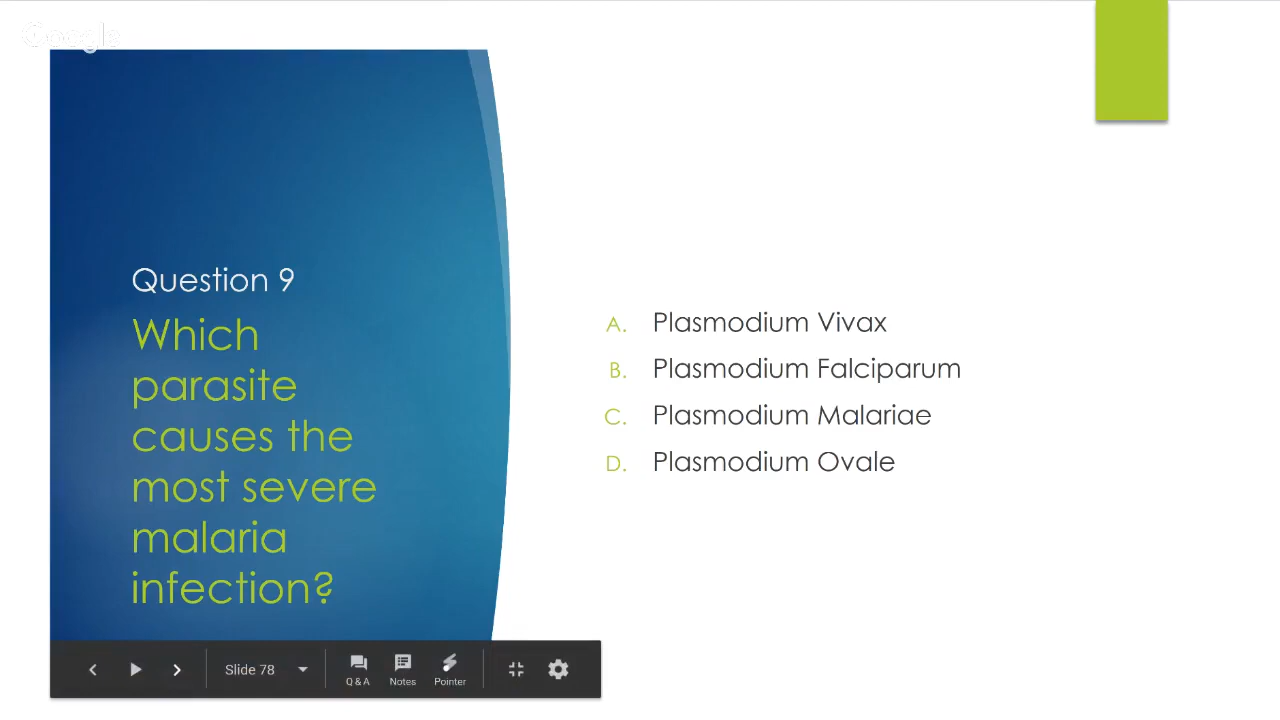 Google
Question 9
Which
parasite
causes the
most severe
malaria
infection?
A. Plasmodium Vivax
B. Plasmodium Falciparum
C. Plasmodium Malariae
D. Plasmodium Ovale
Slide 78
Q & A Notes Pointer